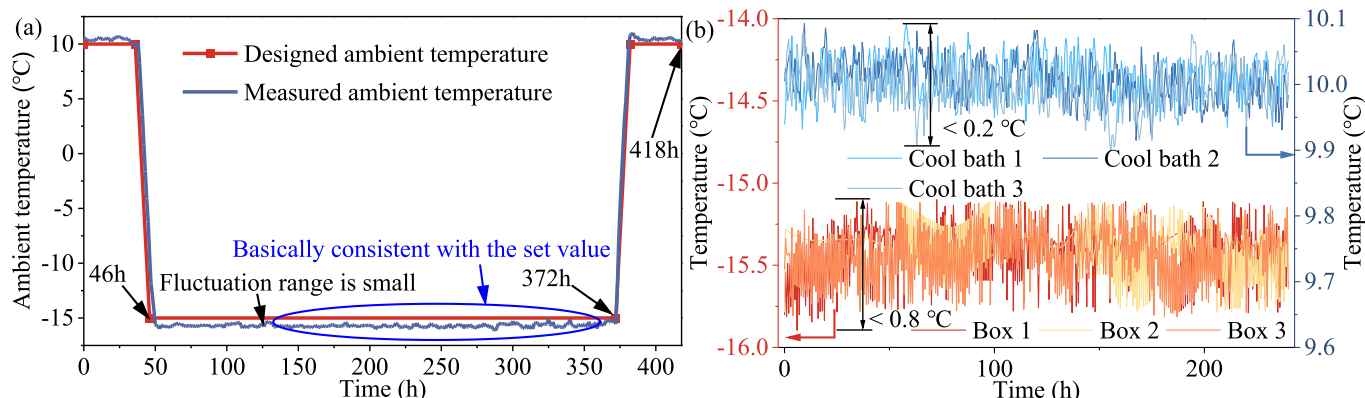 (a)
10
5
0
-5
-10
-15
Ambient temperature (℃)
Designed ambient temperature
Measured ambient temperature
418h
Basically consistent with the set value
46h
Fluctuation range is small
372h
0
50
100
150
200
250
300
350
400
Time (h)
(b)
-14.0
-14.5
-15.0
-15.5
-16.0
Temperature (℃)
10.1
10.0
9.9
9.8
9.7
9.6
Temperature (℃)
< 0.2 ℃
Cool bath 1
Cool bath 2
Cool bath 3
< 0.8 ℃
Box 1
Box 2
Box 3
0
100
200
Time (h)